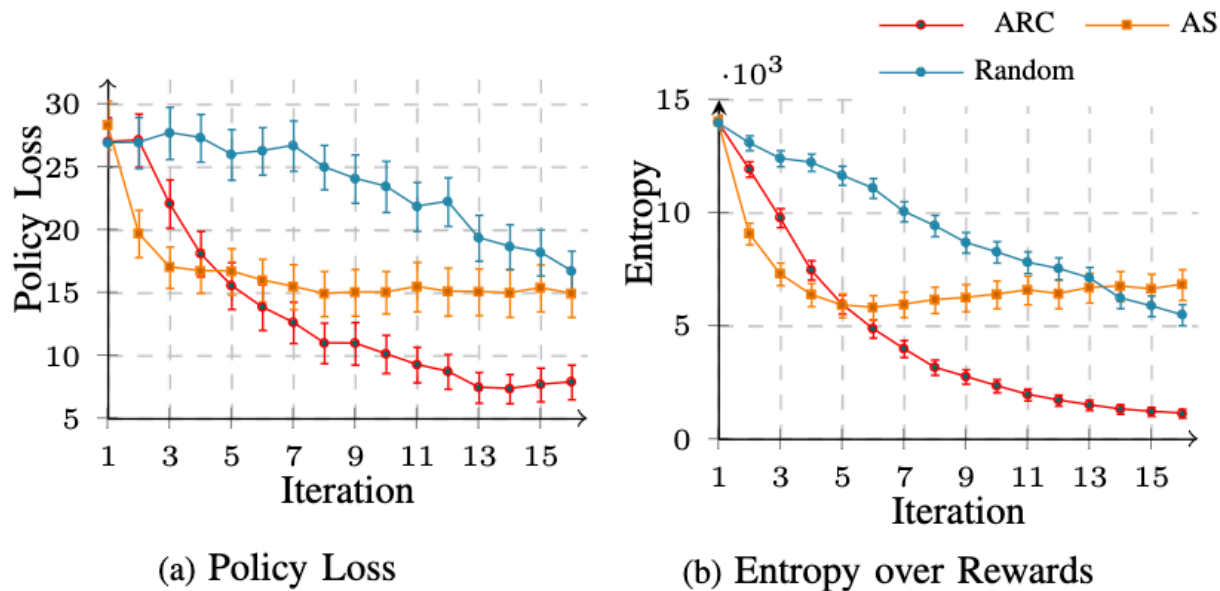 ARC
AS
Random
Policy Loss
30
25
20
15
10
5
1 3 5 7 9 11 13 15
Iteration
(a) Policy Loss
·10³
Entropy
15
10
5
0
1 3 5 7 9 11 13 15
Iteration
(b) Entropy over Rewards